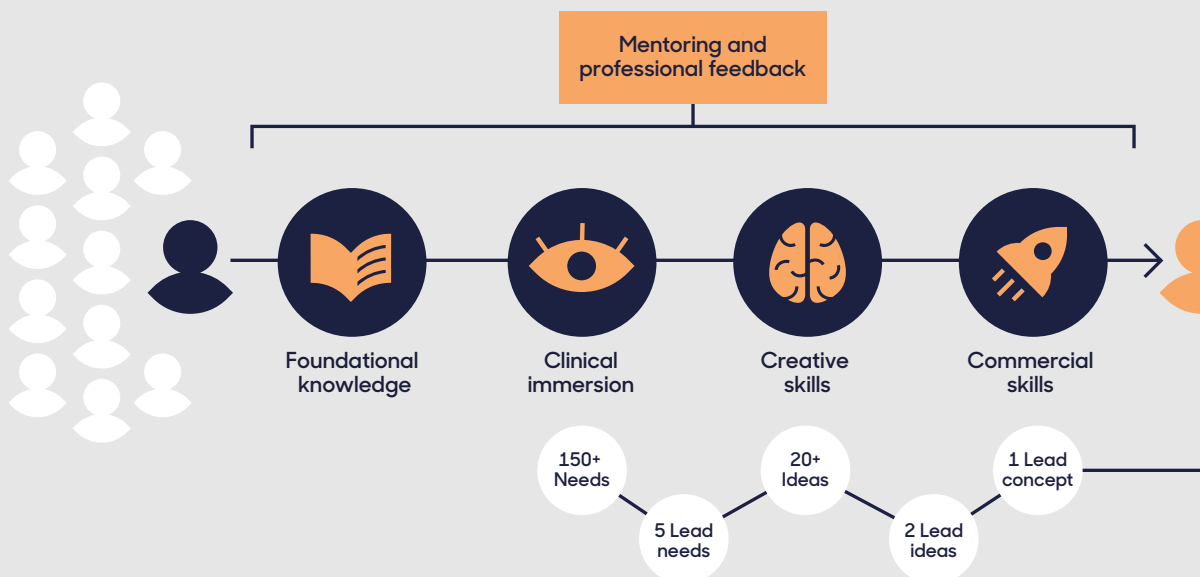 Mentoring and
professional feedback
Foundational
knowledge
Clinical
immersion
Creative
skills
Commercial
skills
150+
Needs
5 Lead
needs
20+
Ideas
2 Lead
ideas
1 Lead
concept